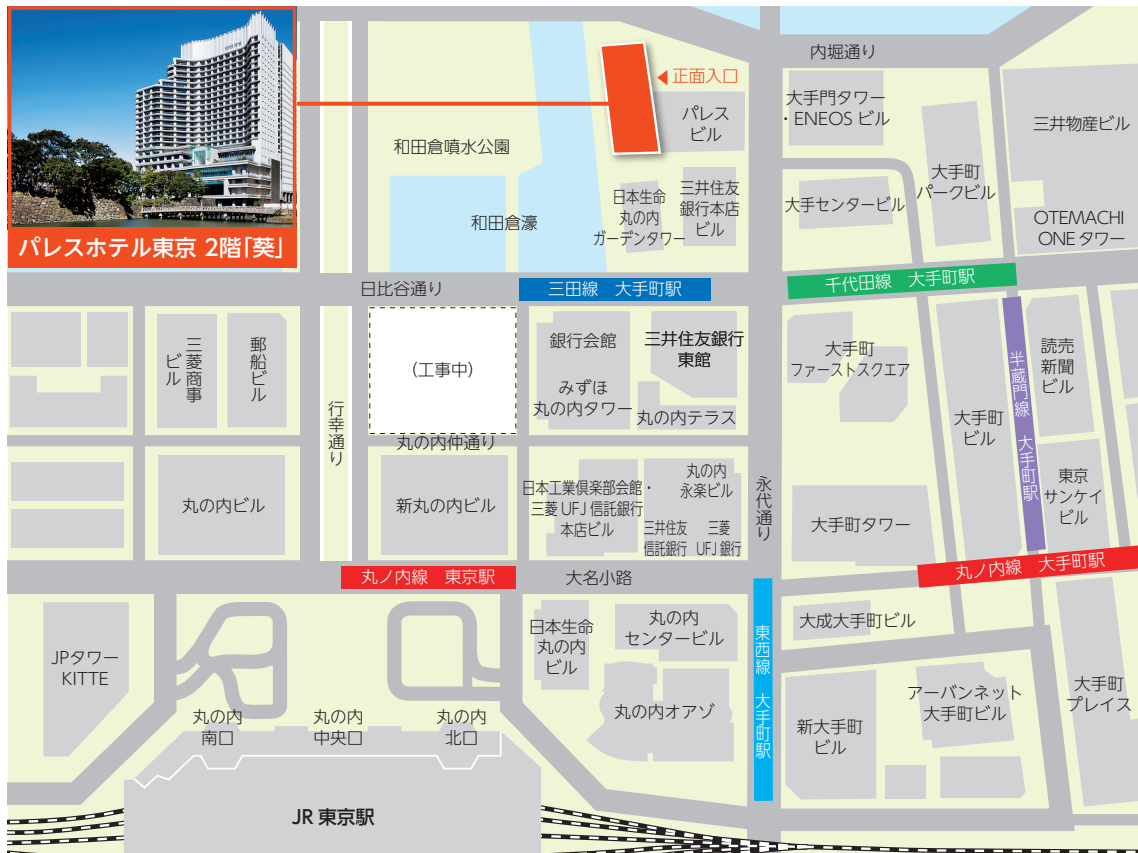 パレスホテル東京 2階「葵」
内堀通り
正面入口
パレス
ビル
大手門タワー
・ENEOS ビル
三井物産ビル
和田倉噴水公園
大手町
パークビル
日本生命
丸の内
ガーデンタワー
三井住友
銀行本店
ビル
大手センタービル
和田倉濠
OTEMACHI
ONE タワー
日比谷通り
三田線 大手町駅
千代田線 大手町駅
三菱商事
ビル
郵船ビル
(工事中)
銀行会館
三井住友銀行
東館
大手町
ファーストスクエア
半蔵門線 大手町駅
読売
新聞
ビル
みずほ
丸の内タワー
丸の内テラス
大手町
ビル
行幸通り
丸の内仲通り
丸の内ビル
新丸の内ビル
日本工業倶楽部会館・
三菱 UFJ 信託銀行
本店ビル
丸の内
永楽ビル
三井住友
信託銀行
三菱
UFJ 銀行
永代通り
大手町タワー
東京
サンケイ
ビル
丸ノ内線 東京駅
大名小路
丸ノ内線 大手町駅
JPタワー
KITTE
日本生命
丸の内
ビル
丸の内
センタービル
東西線 大手町駅
大成大手町ビル
丸の内オアゾ
新大手町
ビル
アーバンネット
大手町ビル
大手町
プレイス
丸の内
南口
丸の内
中央口
丸の内
北口
JR 東京駅